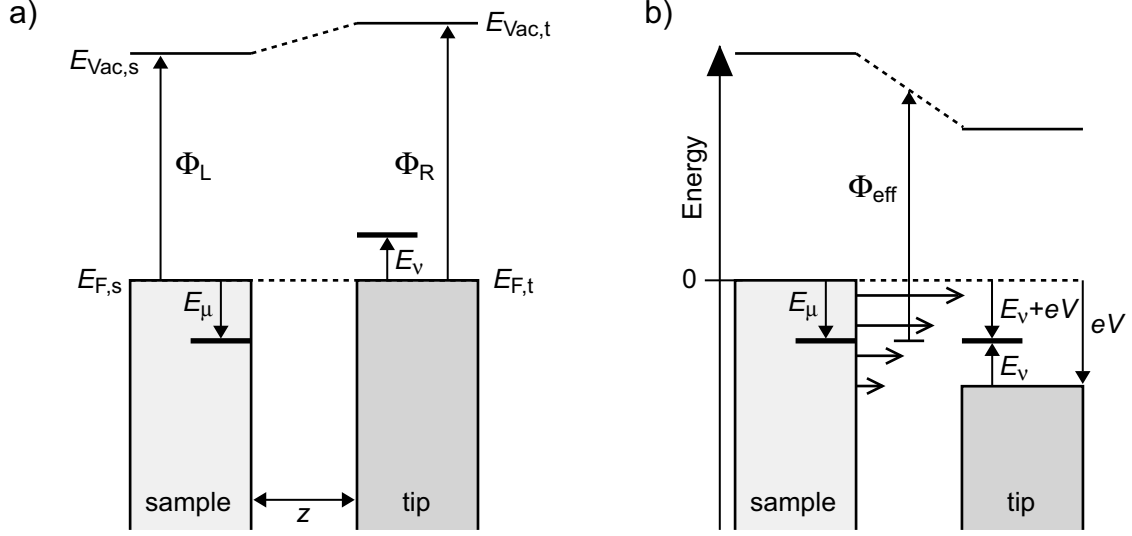 a)
E_Vac,s
E_Vac,t
Φ_L
Φ_R
E_ν
E_F,s
E_F,t
E_μ
sample
tip
z
b)
Energy
Φ_eff
0
E_μ
E_ν+eV
eV
E_ν
sample
tip